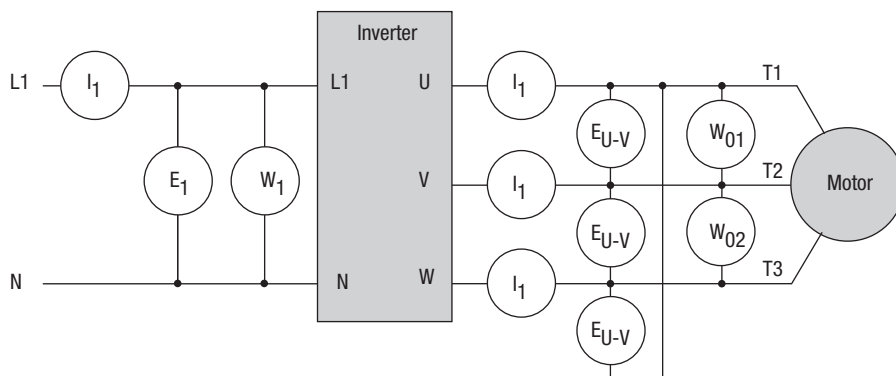 Inverter
L1 I1 L1 U I1 T1
EU-V W01
E1 W1 V I1 T2 Motor
EU-V W02
N N W I1 T3
EU-V